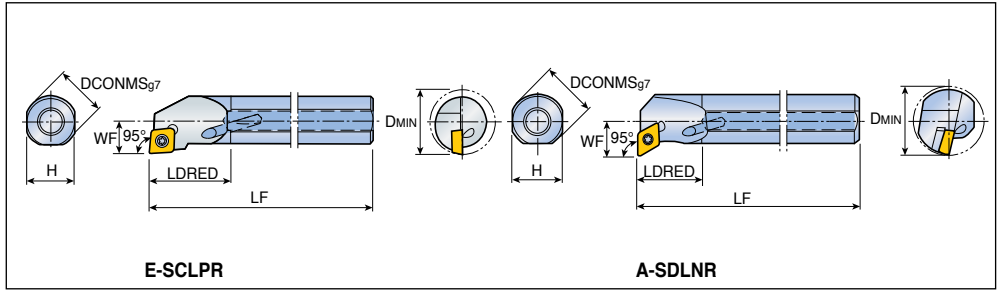 DCONMSg7
WF
95°
H
LDRED
LF
DMIN
E-SCLPR
DCONMSg7
WF
95°
H
LDRED
LF
DMIN
A-SDLNR